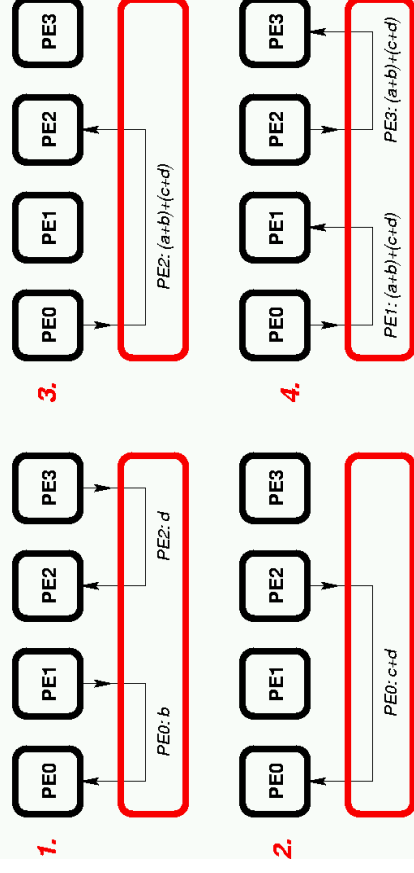 1.
PE0 PE1 PE2 PE3
PE0: b PE2: d
2.
PE0 PE1 PE2 PE3
PE0: c+d
3.
PE0 PE1 PE2 PE3
PE2: (a+b)+(c+d)
4.
PE0 PE1 PE2 PE3
PE1: (a+b)+(c+d) PE3: (a+b)+(c+d)